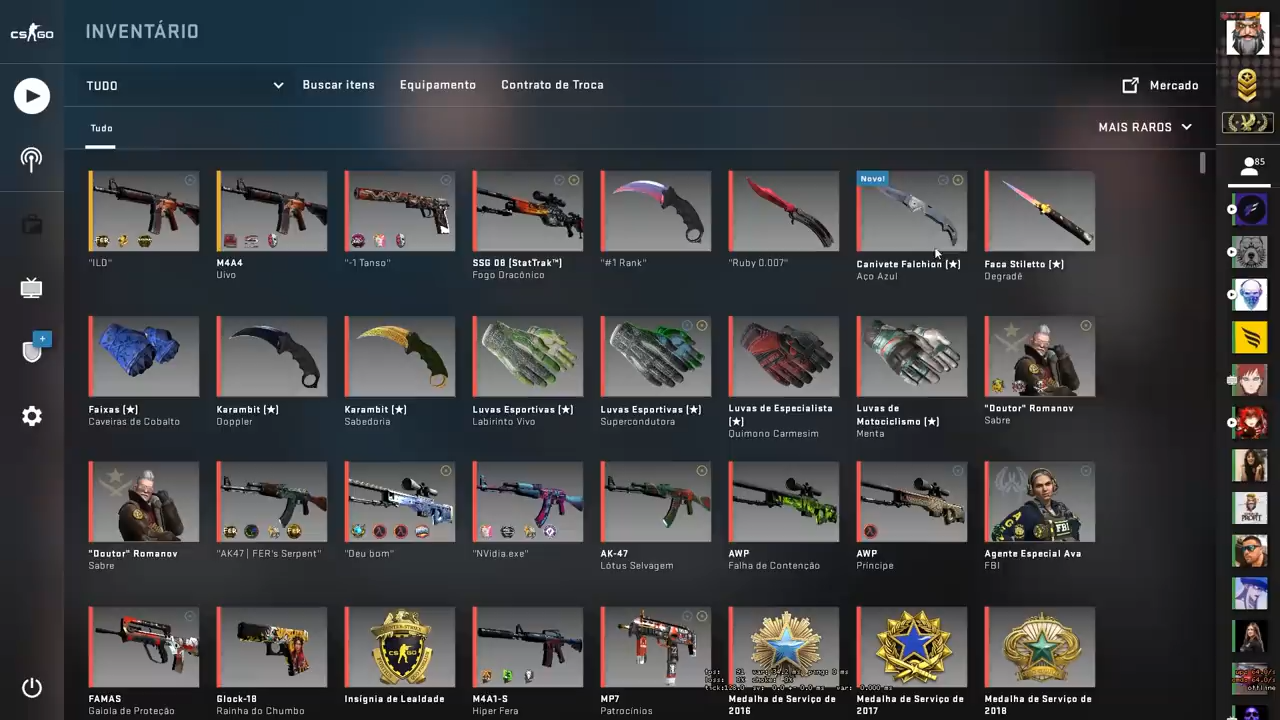 CS GO
INVENTÁRIO
TUDO
Buscar itens
Equipamento
Contrato de Troca
Mercado
Tudo
MAIS RAROS
85
Novo!
"ILD"
M4A4
Uivo
"-1 Tanso"
SSG 08 (StatTrak™)
Fogo Dracônico
"#1 Rank"
"Ruby 0.007"
Canivete Falchion (★)
Aço Azul
Faca Stiletto (★)
Degradê
Faixas (★)
Caveiras de Cobalto
Karambit (★)
Doppler
Karambit (★)
Sabedoria
Luvas Esportivas (★)
Labirinto Vivo
Luvas Esportivas (★)
Supercondutora
Luvas de Especialista
(★)
Quimono Carmesim
Luvas de
Motociclismo (★)
Menta
"Doutor" Romanov
Sabre
"Doutor" Romanov
Sabre
"AK47 | FER's Serpent"
"Deu bom"
"NVidia.exe"
AK-47
Lótus Selvagem
AWP
Falha de Contenção
AWP
Príncipe
FBI
Agente Especial Ava
FBI
FAMAS
Gaiola de Proteção
Glock-18
Rainha do Chumbo
CS GO
Insígnia de Lealdade
M4A1-S
Hiper Fera
MP7
Patrocínios
Medalha de Serviço de
2016
Medalha de Serviço de
2017
Medalha de Serviço de
2018
offline